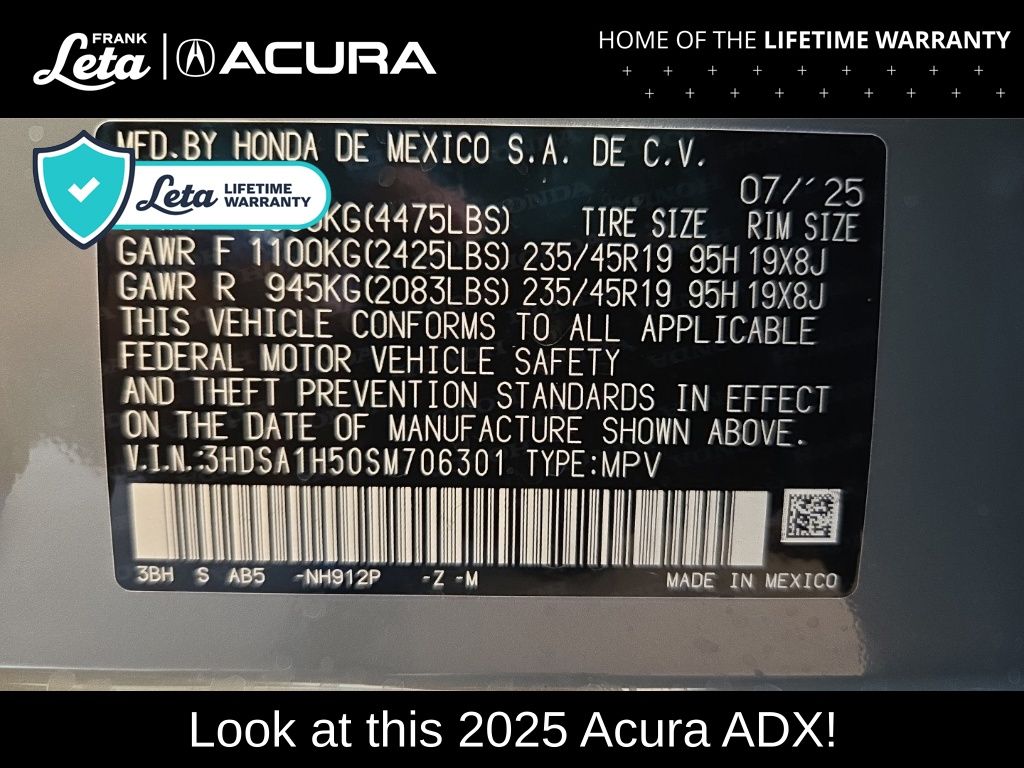 FRANK
Leta
ACURA
HOME OF THE LIFETIME WARRANTY
MFD.BY HONDA DE MEXICO S.A. DE C.V.
07/´25
Leta LIFETIME
WARRANTY
KG(4475LBS) TIRE SIZE RIM SIZE
GAWR F 1100KG(2425LBS) 235/45R19 95H 19X8J
GAWR R 945KG(2083LBS) 235/45R19 95H 19X8J
THIS VEHICLE CONFORMS TO ALL APPLICABLE
FEDERAL MOTOR VEHICLE SAFETY
AND THEFT PREVENTION STANDARDS IN EFFECT
ON THE DATE OF MANUFACTURE SHOWN ABOVE.
V.I.N.:3HDSA1H50SM706301 TYPE:MPV
3BH S AB5 -NH912P -Z -M MADE IN MEXICO
Look at this 2025 Acura ADX!